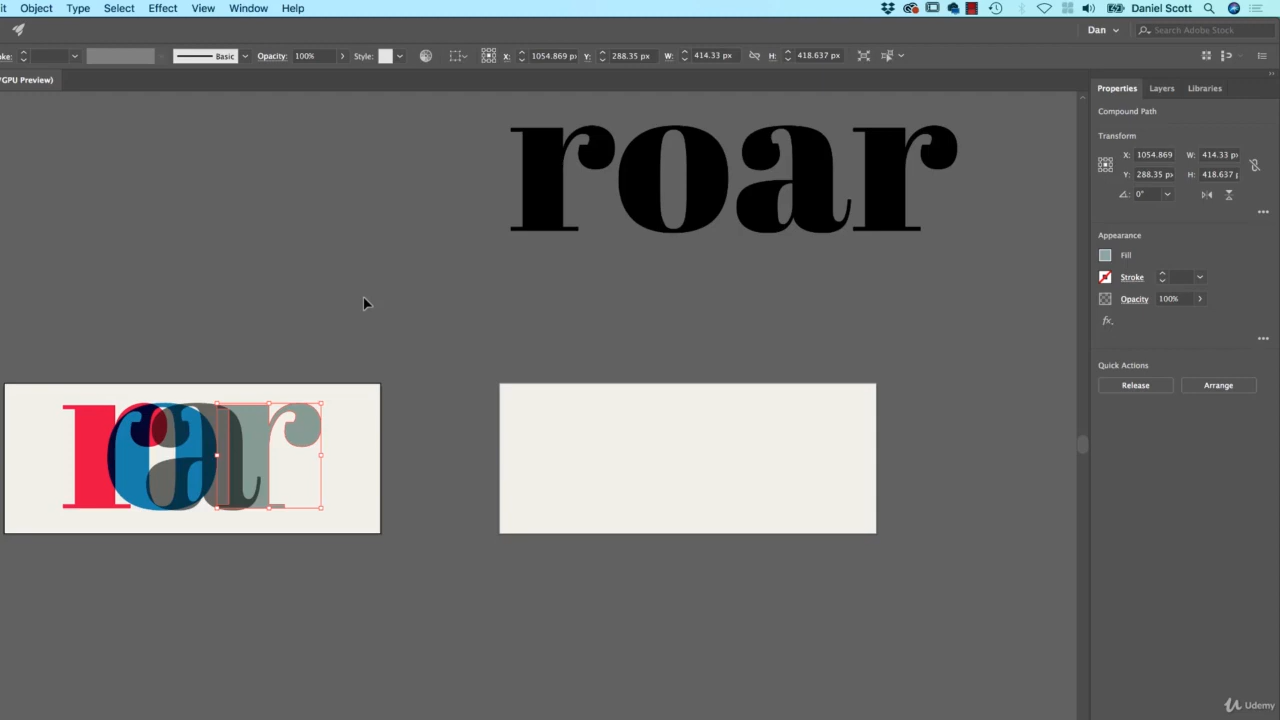 it Object Type Select Effect View Window Help Daniel Scott
Dan Search Adobe Stock
ke: Basic Opacity: 100% Style: X: 1054.869 p Y: 288.35 px W: 414.33 px H: 418.637 px
/GPU Preview)
Properties Layers Libraries
Compound Path
Transform
X: 1054.869 W: 414.33 p
Y: 288.35 p H: 418.637
0°
Appearance
Fill
Stroke
Opacity 100%
fx.
Quick Actions
Release Arrange
roar
roar
Udemy